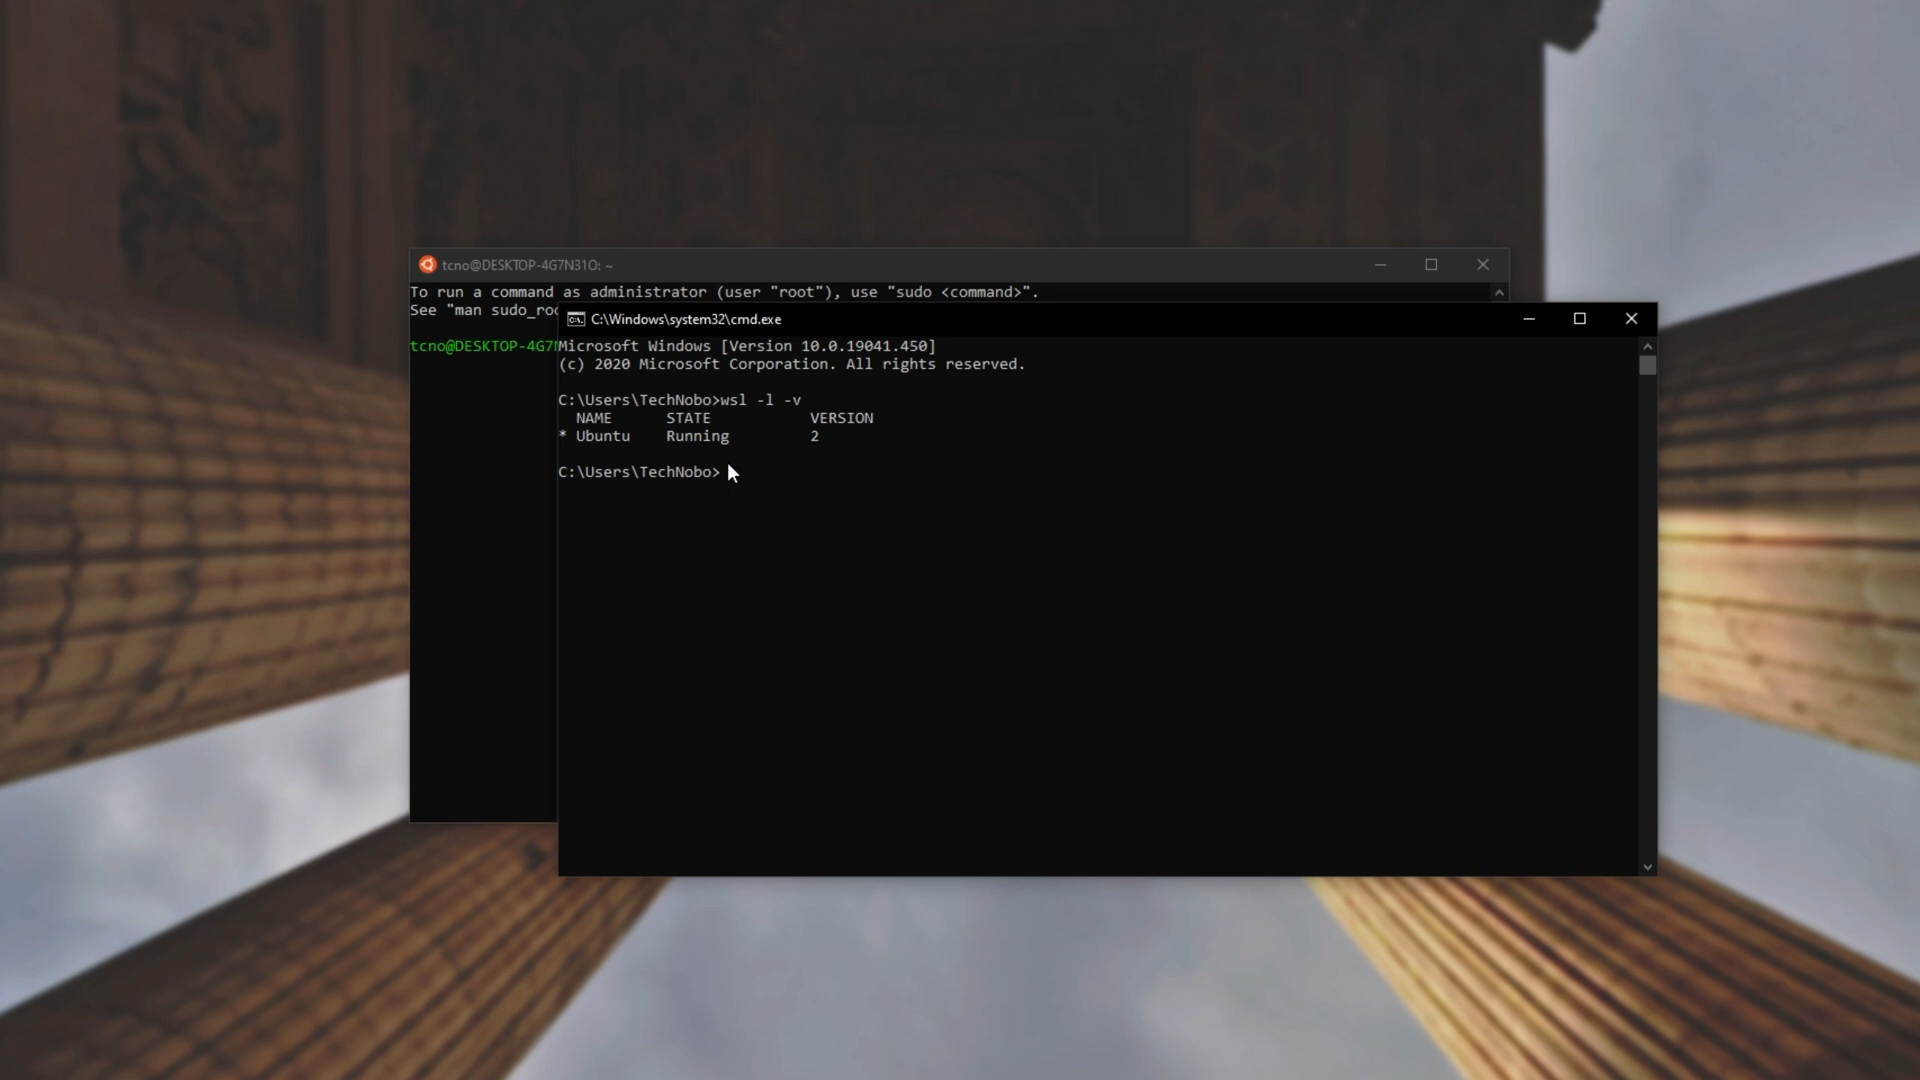 tcno@DESKTOP-4G7N31O: ~
To run a command as administrator (user "root"), use "sudo <command>".
See "man sudo_roo
tcno@DESKTOP-4G7N
C:\Windows\system32\cmd.exe
Microsoft Windows [Version 10.0.19041.450]
(c) 2020 Microsoft Corporation. All rights reserved.
C:\Users\TechNobo>wsl -l -v
NAME STATE VERSION
* Ubuntu Running 2
C:\Users\TechNobo>